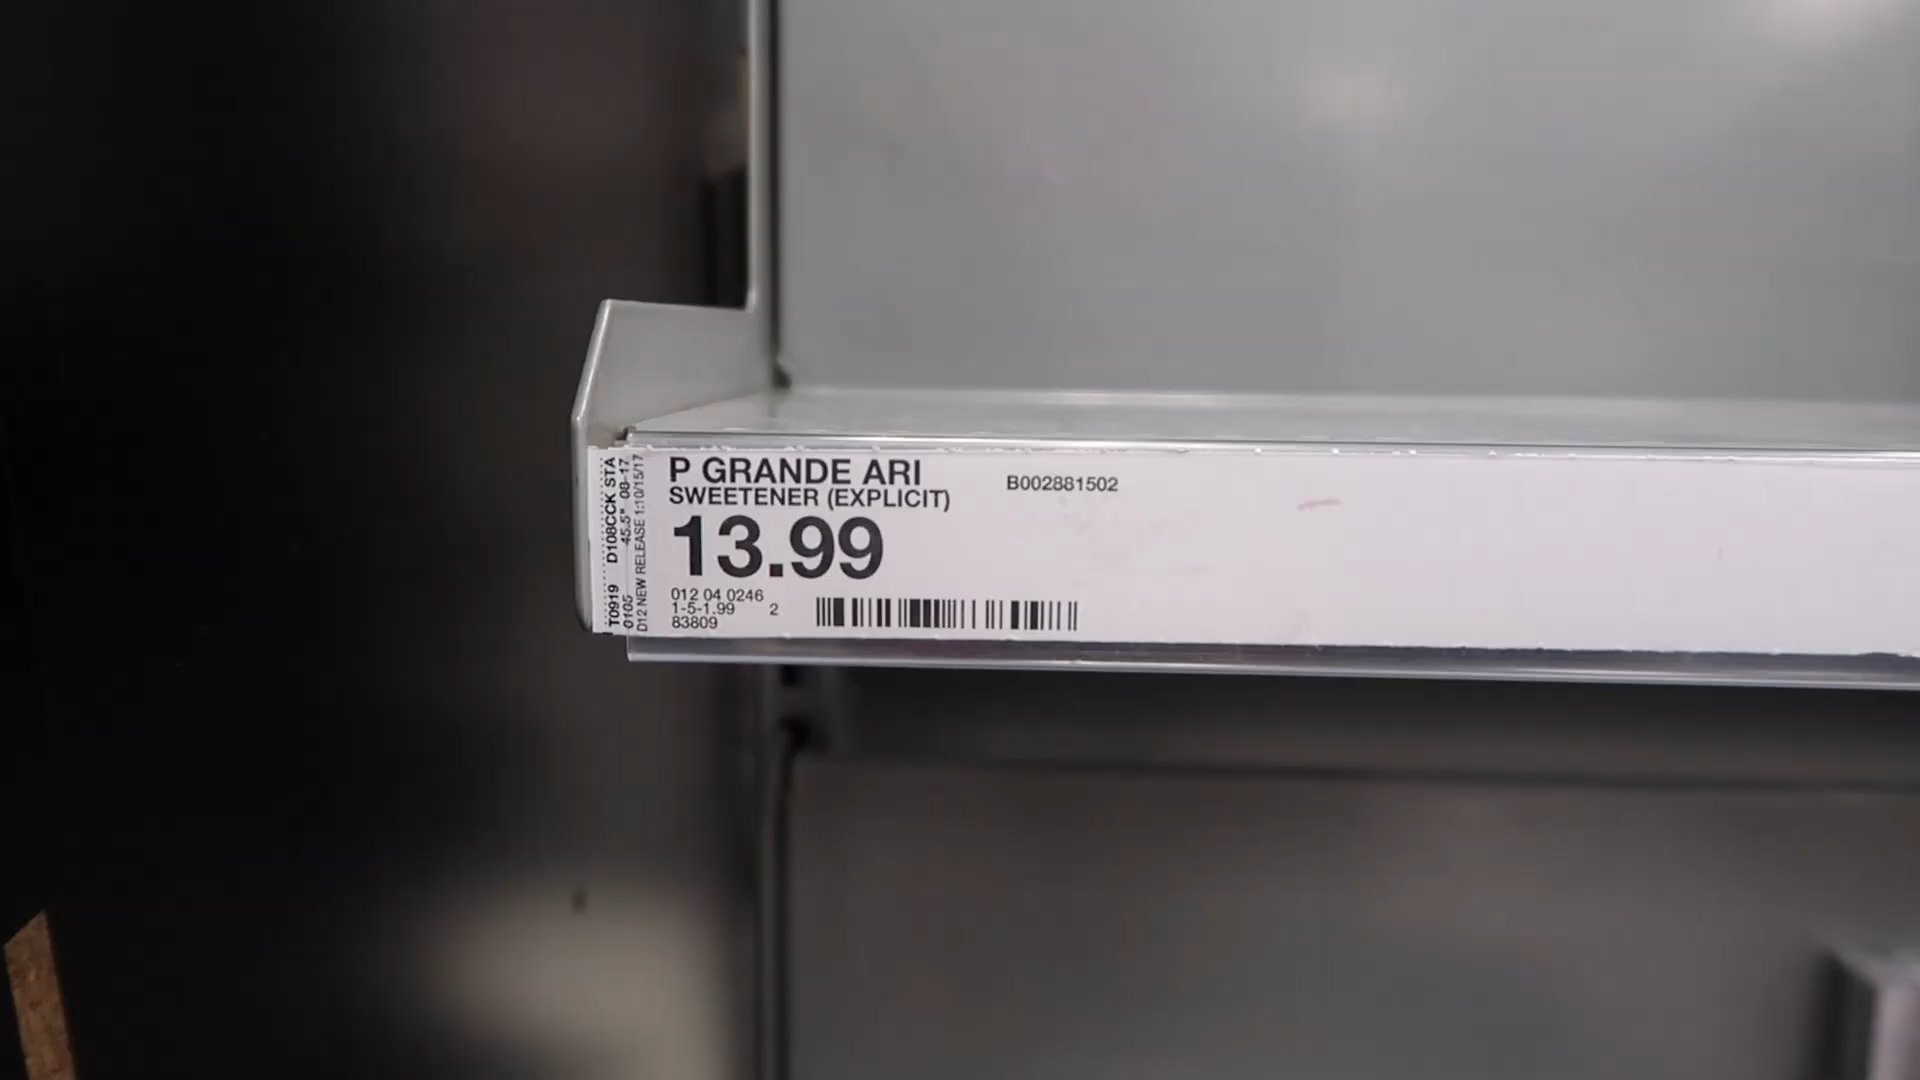 P GRANDE ARI
SWEETENER (EXPLICIT)
B002881502
13.99
012 04 0246
1-5-1.99 2
83809
T0919 D108CCK STA
0105 45.5" 08-17
D12 NEW RELEASE 1:10/15/17